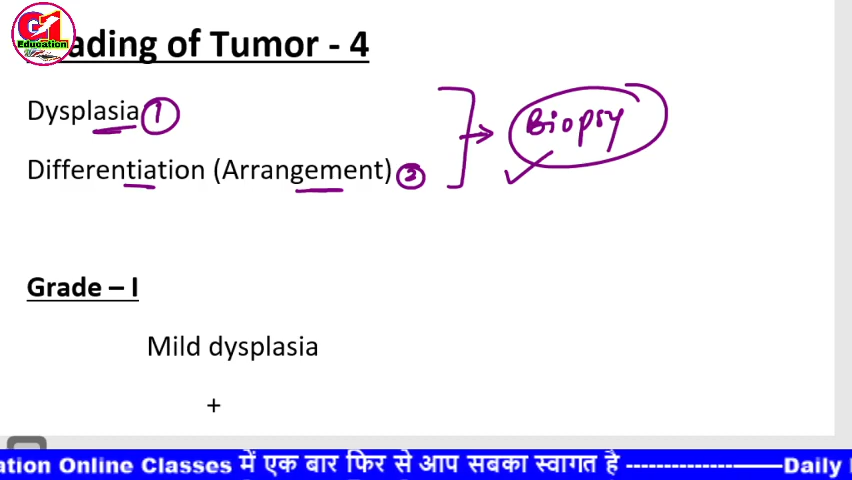 G1
Education
ading of Tumor - 4
Dysplasia 1
Biopsy
Differentiation (Arrangement) 2
Grade – I
Mild dysplasia
+
ation Online Classes में एक बार फिर से आप सबका स्वागत है ---------------———Daily